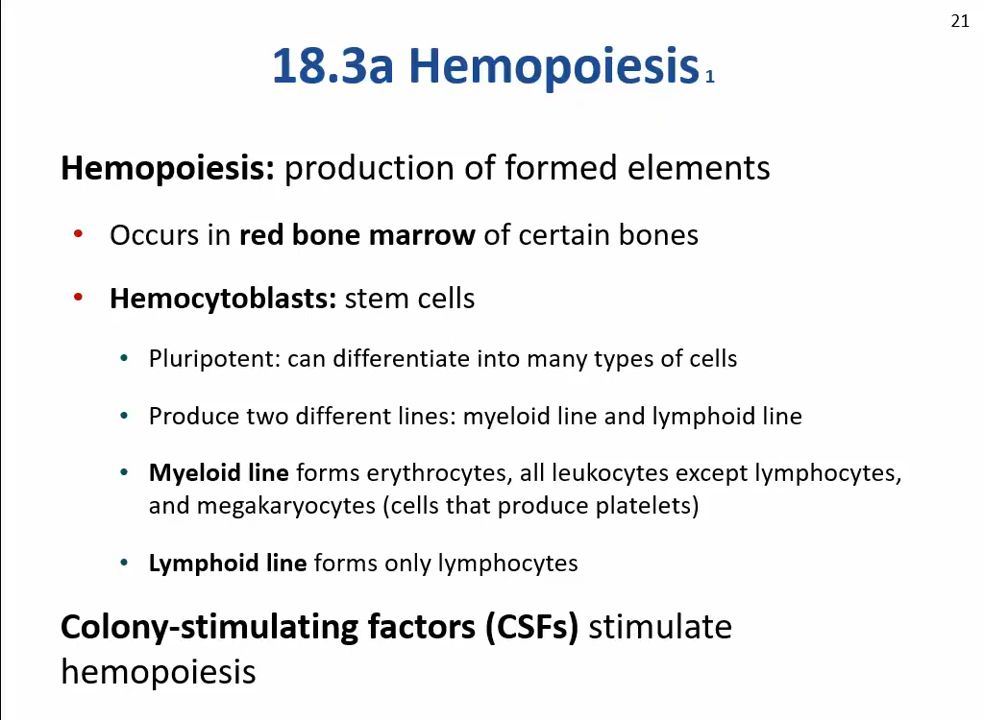 21
18.3a Hemopoiesis 1
Hemopoiesis: production of formed elements
• Occurs in red bone marrow of certain bones
• Hemocytoblasts: stem cells
• Pluripotent: can differentiate into many types of cells
• Produce two different lines: myeloid line and lymphoid line
• Myeloid line forms erythrocytes, all leukocytes except lymphocytes,
and megakaryocytes (cells that produce platelets)
• Lymphoid line forms only lymphocytes
Colony-stimulating factors (CSFs) stimulate
hemopoiesis